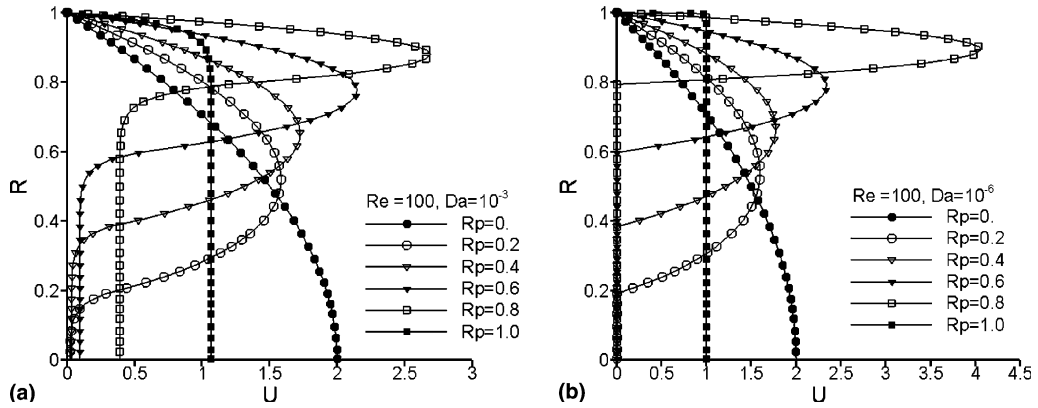 1
0.8
0.6
0.4
0.2
0
R
0 0.5 1 1.5 2 2.5 3
U
Re =100, Da=10⁻³
Rp=0.
Rp=0.2
Rp=0.4
Rp=0.6
Rp=0.8
Rp=1.0
(a)
1
0.8
0.6
0.4
0.2
0
R
0 0.5 1 1.5 2 2.5 3 3.5 4 4.5
U
Re =100, Da=10⁻⁶
Rp=0.
Rp=0.2
Rp=0.4
Rp=0.6
Rp=0.8
Rp=1.0
(b)